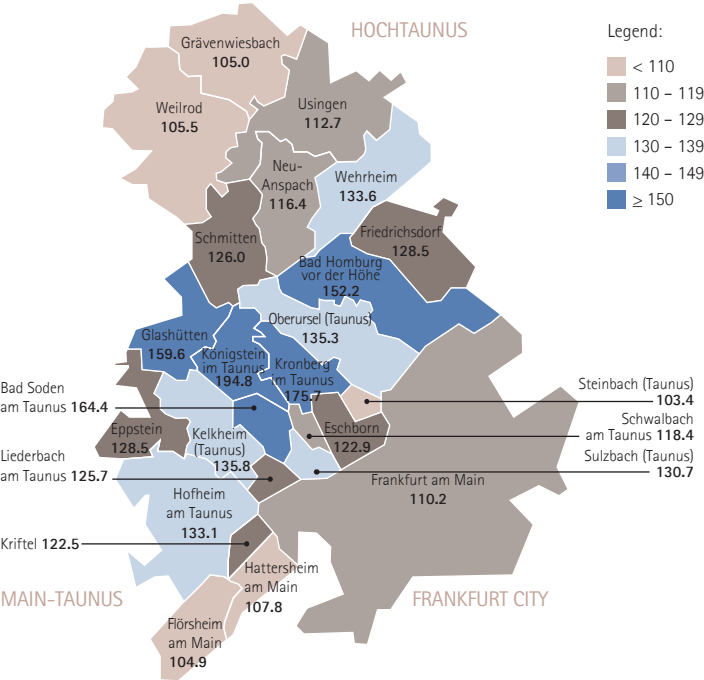 HOCHTAUNUS
Legend:
< 110
110 – 119
120 – 129
130 – 139
140 – 149
≥ 150
Grävenwiesbach
105.0
Weilrod
105.5
Usingen
112.7
Neu-
Anspach
116.4
Wehrheim
133.6
Schmitten
126.0
Friedrichsdorf
128.5
Bad Homburg
vor der Höhe
152.2
Oberursel (Taunus)
135.3
Glashütten
159.6
Königstein
im Taunus
194.8
Kronberg
im Taunus
175.7
Bad Soden
am Taunus 164.4
Steinbach (Taunus)
103.4
Schwalbach
am Taunus 118.4
Eppstein
128.5
Kelkheim
(Taunus)
135.8
Eschborn
122.9
Sulzbach (Taunus)
130.7
Liederbach
am Taunus 125.7
Frankfurt am Main
110.2
Hofheim
am Taunus
133.1
Kriftel 122.5
Hattersheim
am Main
107.8
MAIN-TAUNUS
FRANKFURT CITY
Flörsheim
am Main
104.9